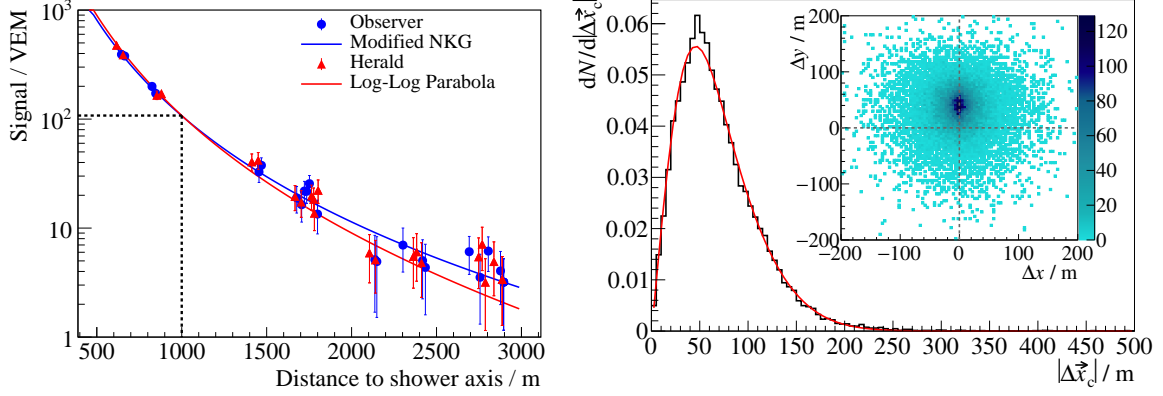 Signal / VEM
10³
10²
10
1
Observer
Modified NKG
Herald
Log-Log Parabola
500 1000 1500 2000 2500 3000
Distance to shower axis / m
dN/d|Δx⃗c|
0.06
0.05
0.04
0.03
0.02
0.01
0
0 50 100 150 200 250 300 350 400 450 500
|Δx⃗c| / m
Δy / m
200
100
0
−100
−200
−200 −100 0 100 200
Δx / m
120
100
80
60
40
20
0